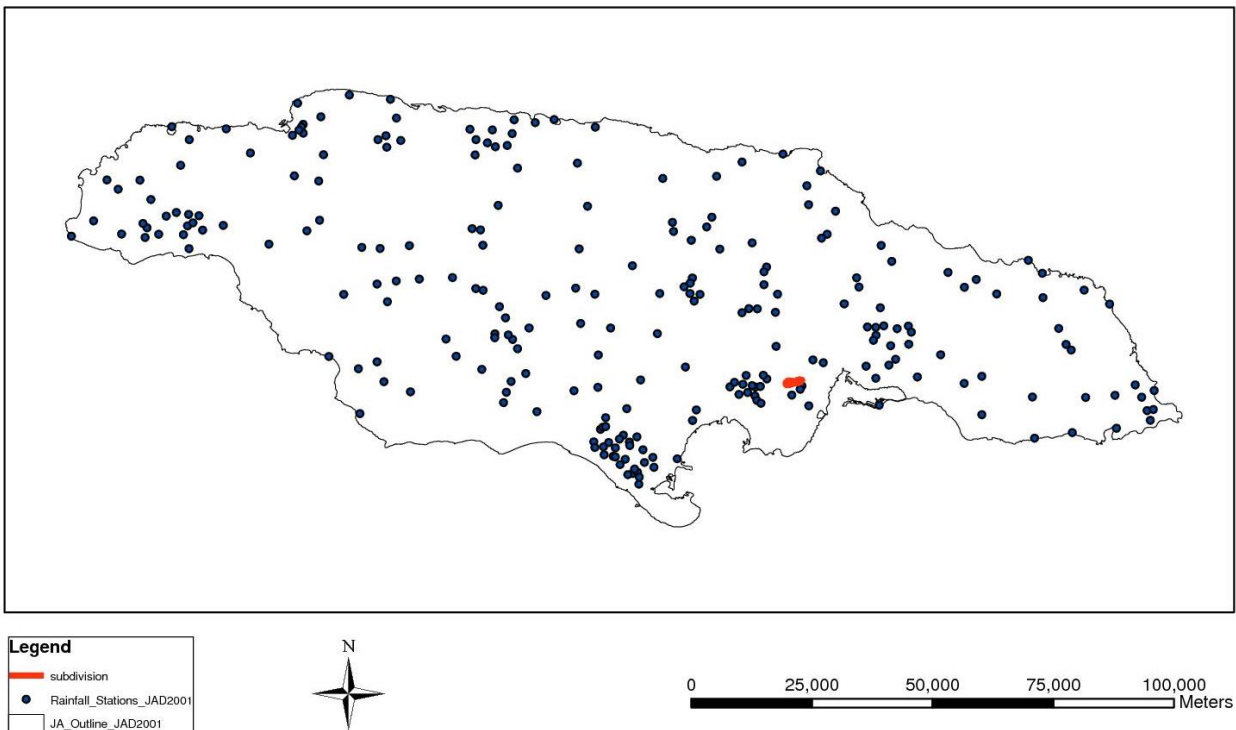 Legend
subdivision
Rainfall_Stations_JAD2001
JA_Outline_JAD2001
N
0 25,000 50,000 75,000 100,000
Meters